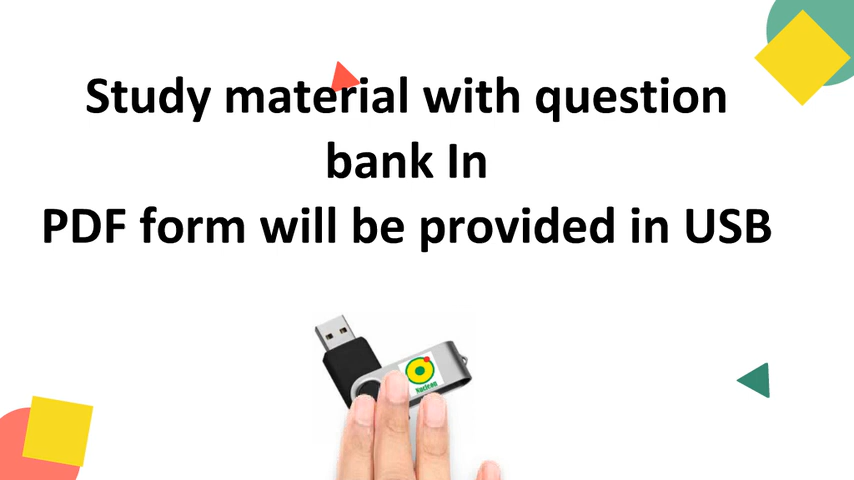 Study material with question
bank In
PDF form will be provided in USB